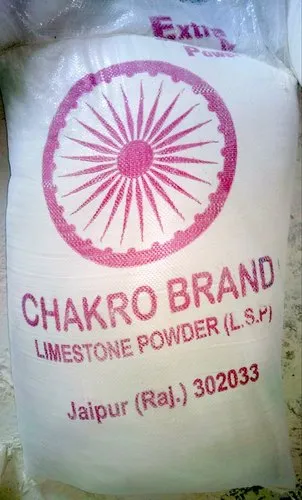 Extra
CHAKRO BRAND
LIMESTONE POWDER (L.S.P)
Jaipur (Raj.) 302033